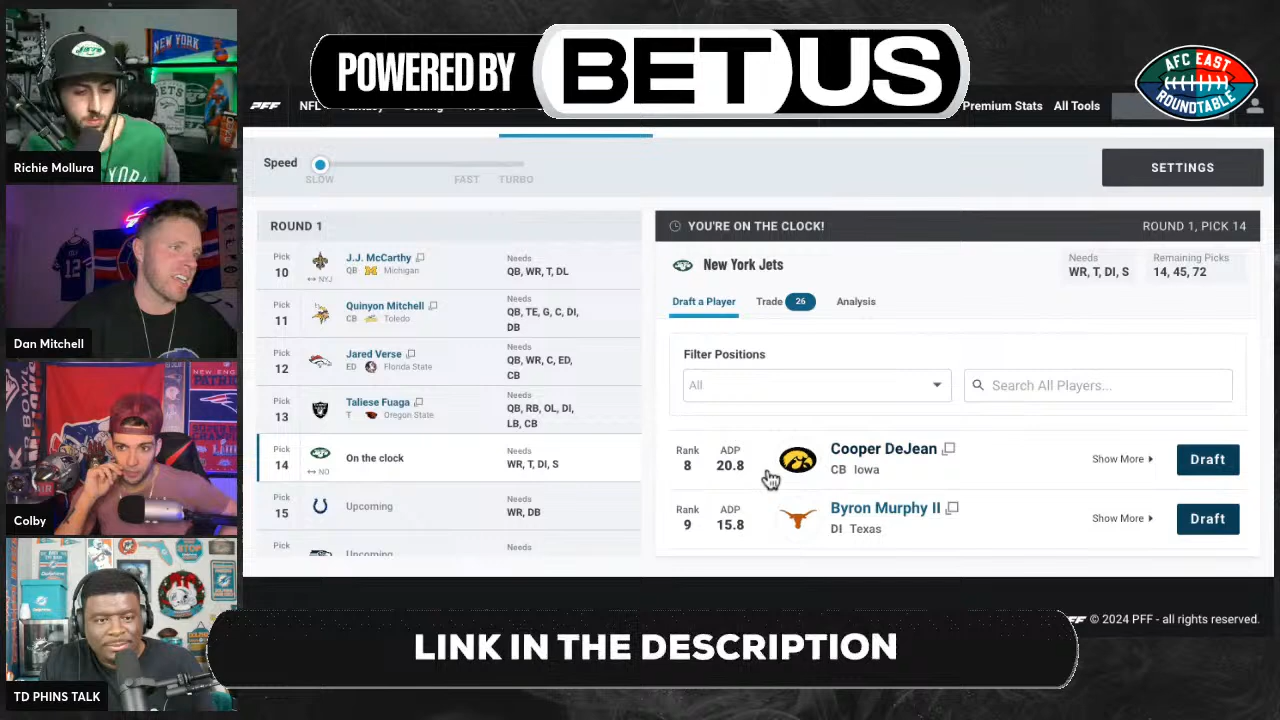 POWERED BY BETUS
AFC EAST
ROUNDTABLE
NEW YORK
JETS
Richie Mollura
12
Dan Mitchell
Colby
TD PHINS TALK
PFF
NFL
Premium Stats
All Tools
Speed
SLOW
FAST
TURBO
SETTINGS
ROUND 1
Pick
10
NYJ
J.J. McCarthy
QB Michigan
Needs
QB, WR, T, DL
Pick
11
Quinyon Mitchell
CB Toledo
Needs
QB, TE, G, C, DI,
DB
Pick
12
Jared Verse
ED Florida State
Needs
QB, WR, C, ED,
CB
Pick
13
Taliese Fuaga
T Oregon State
Needs
QB, RB, OL, DI,
LB, CB
Pick
14
NO
On the clock
Needs
WR, T, DI, S
Pick
15
Upcoming
Needs
WR, DB
Pick
Upcoming
Needs
YOU'RE ON THE CLOCK!
ROUND 1, PICK 14
New York Jets
Needs
WR, T, DI, S
Remaining Picks
14, 45, 72
Draft a Player
Trade 26
Analysis
Filter Positions
All
Search All Players...
Rank
8
ADP
20.8
Cooper DeJean
CB Iowa
Show More
Draft
Rank
9
ADP
15.8
Byron Murphy II
DI Texas
Show More
Draft
© 2024 PFF - all rights reserved.
LINK IN THE DESCRIPTION